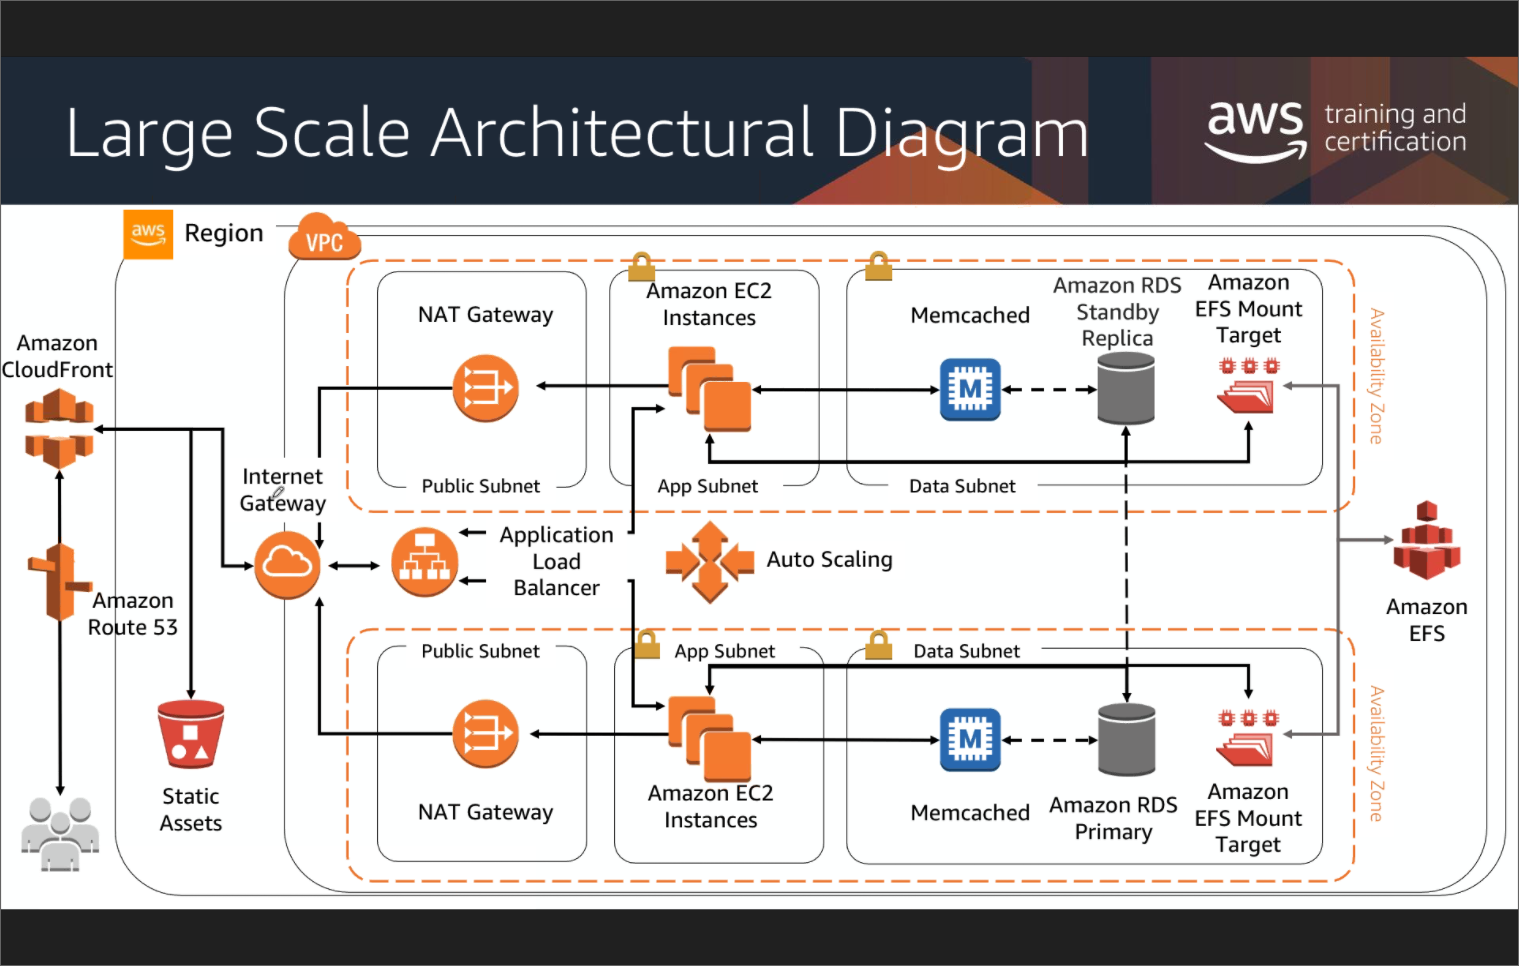 Large Scale Architectural Diagram
aws
training and
certification
aws
Region
VPC
Amazon
CloudFront
Amazon
Route 53
Static
Assets
Internet
Gateway
NAT Gateway
Public Subnet
Amazon EC2
Instances
App Subnet
Memcached
M
Amazon RDS
Standby
Replica
Amazon
EFS Mount
Target
Data Subnet
Availability Zone
Application
Load
Balancer
Auto Scaling
Amazon
EFS
Public Subnet
NAT Gateway
App Subnet
Amazon EC2
Instances
Data Subnet
M
Memcached
Amazon RDS
Primary
Amazon
EFS Mount
Target
Availability Zone